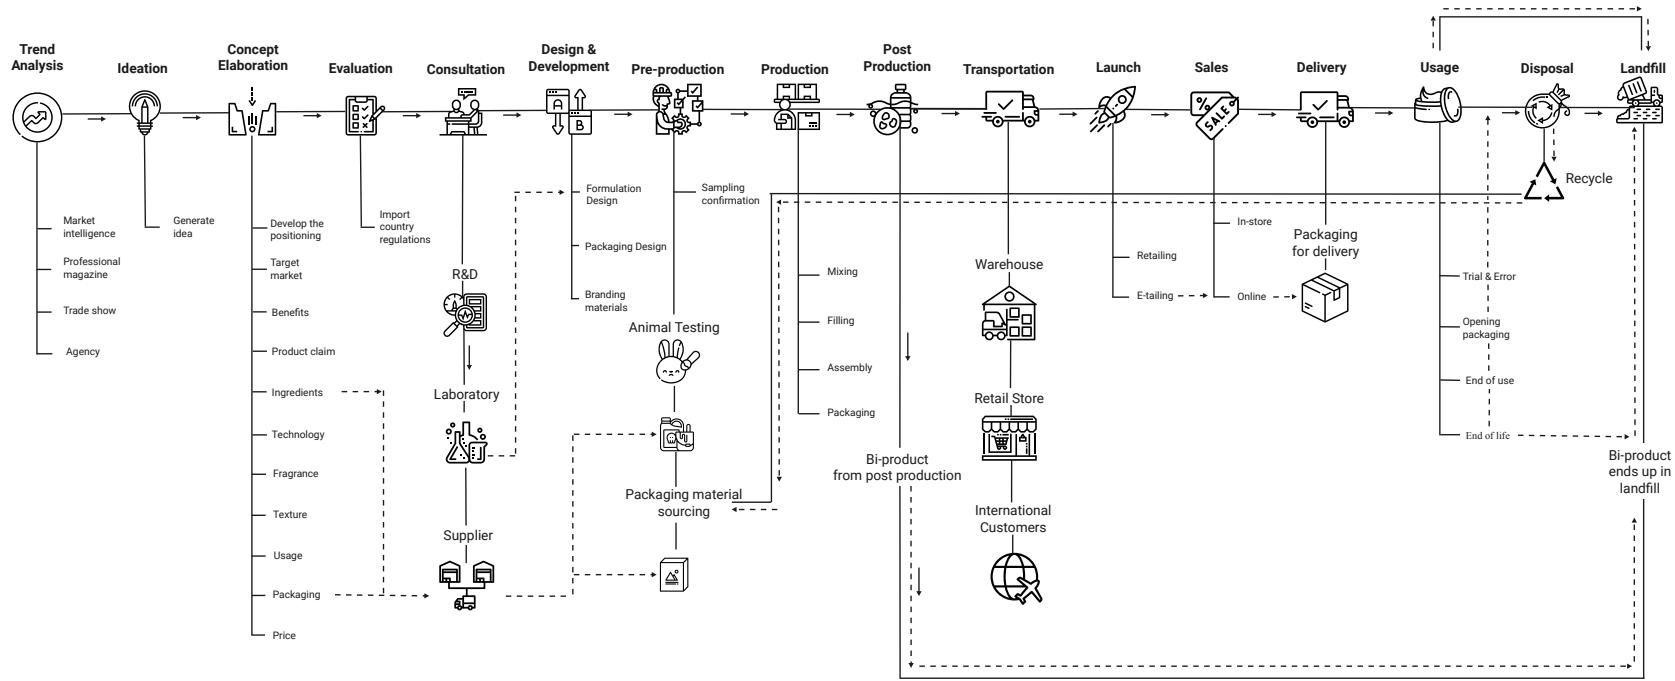 Trend
Analysis
Ideation
Concept
Elaboration
Evaluation
Consultation
Design &
Development
Pre-production
Production
Post
Production
Transportation
Launch
Sales
Delivery
Usage
Disposal
Landfill
A
B
%
SALE
Market
intelligence
Professional
magazine
Trade show
Agency
Generate
idea
Develop the
positioning
Target
market
Benefits
Product claim
Ingredients
Technology
Fragrance
Texture
Usage
Packaging
Price
Import
country
regulations
R&D
Laboratory
Supplier
Formulation
Design
Packaging Design
Branding
materials
Sampling
confirmation
Animal Testing
Packaging material
sourcing
Mixing
Filling
Assembly
Packaging
Bi-product
from post production
Warehouse
Retail Store
International
Customers
Retailing
E-tailing
In-store
Online
Packaging
for delivery
Trial & Error
Opening
packaging
End of use
End of life
Recycle
Bi-product
ends up in
landfill